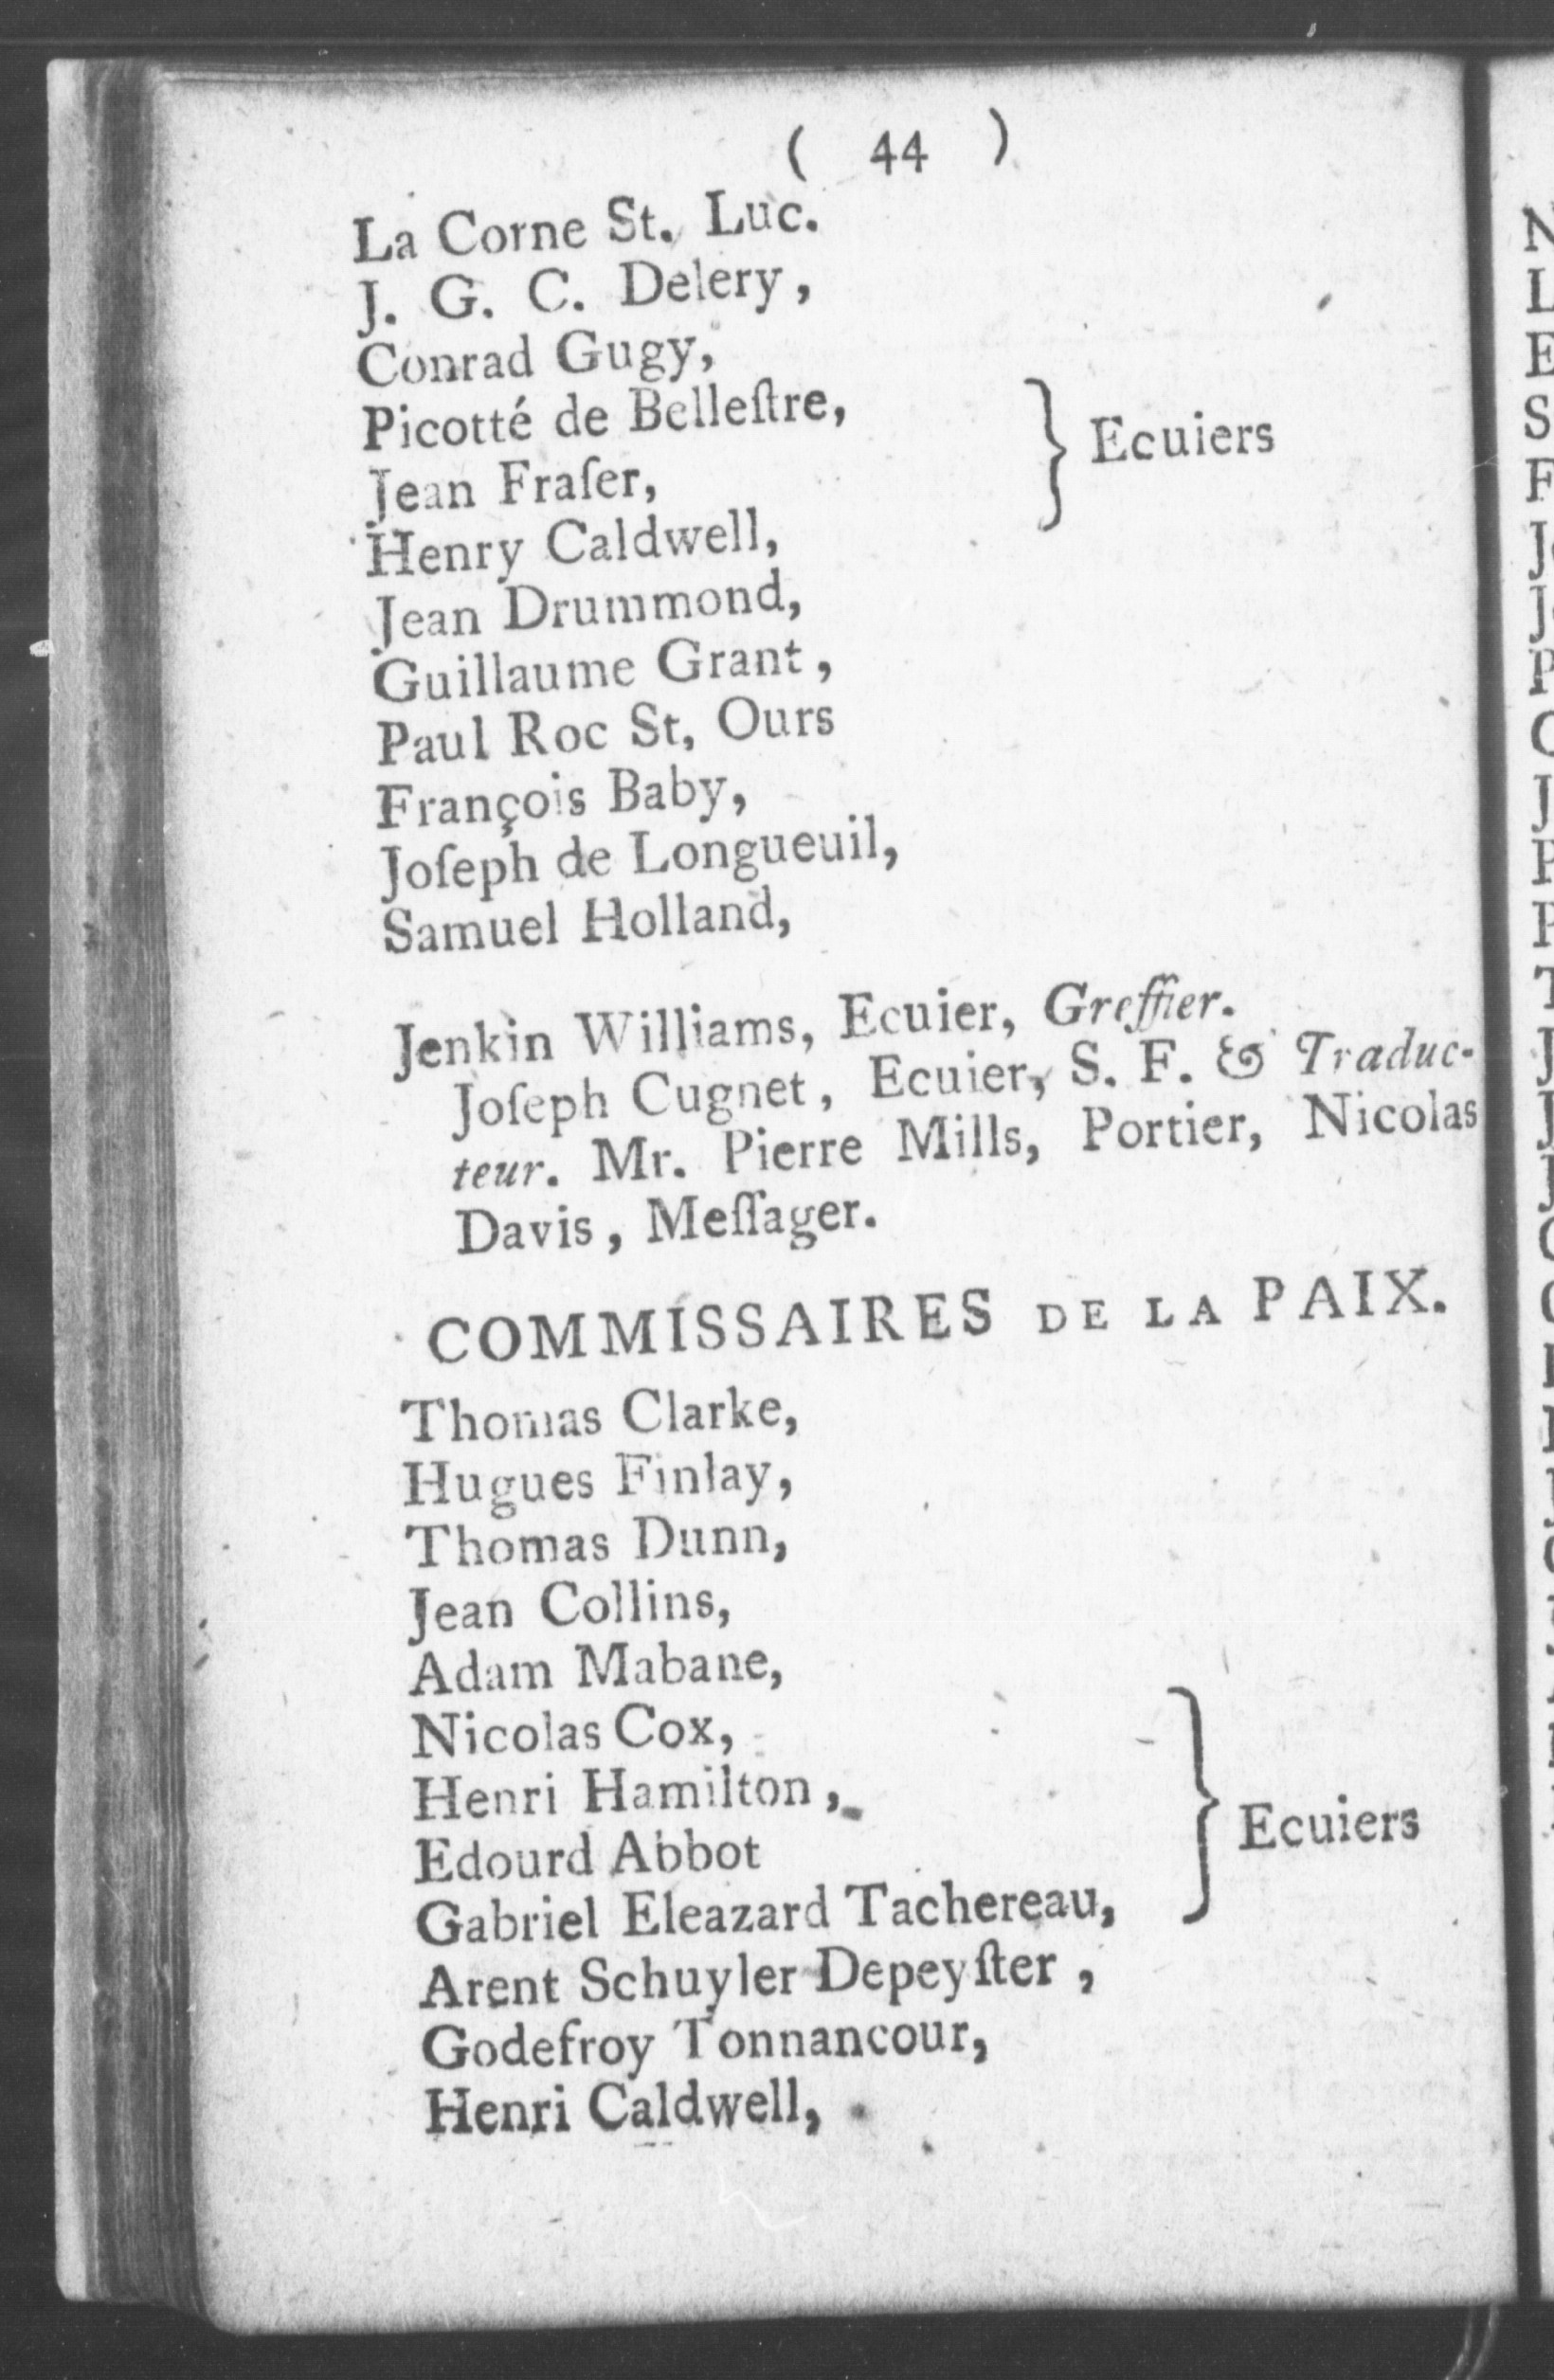 ( 44 )
La Corne St. Luc.
J. G. C. Delery,
Conrad Gugy,
Picotté de Belleſtre,
Jean Fraſer,
Henry Caldwell,
Jean Drummond,
Guillaume Grant,
Paul Roc St, Ours
François Baby,
Joſeph de Longueuil,
Samuel Holland,
} Ecuiers
Jenkin Williams, Ecuier, Greffier.
Joſeph Cugnet, Ecuier, S. F. & Traduc-
teur. Mr. Pierre Mills, Portier, Nicolas
Davis, Meſſager.
COMMISSAIRES DE LA PAIX.
Thomas Clarke,
Hugues Finlay,
Thomas Dunn,
Jean Collins,
Adam Mabane,
Nicolas Cox,
Henri Hamilton,
Edourd Abbot
Gabriel Eleazard Tachereau,
Arent Schuyler Depeyſter,
Godefroy Tonnancour,
Henri Caldwell,
} Ecuiers